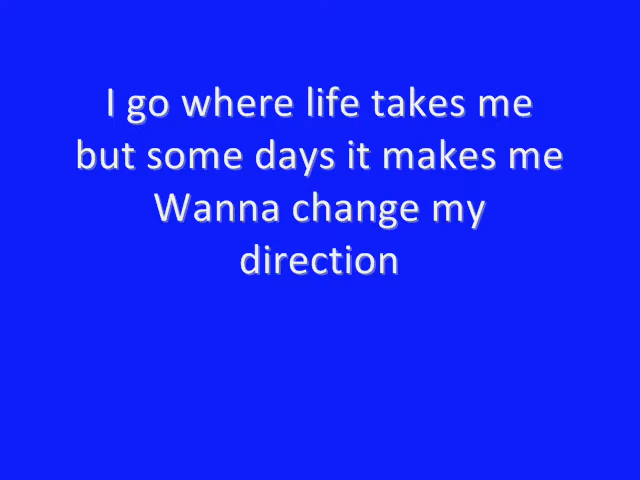 I go where life takes me
but some days it makes me
Wanna change my
direction